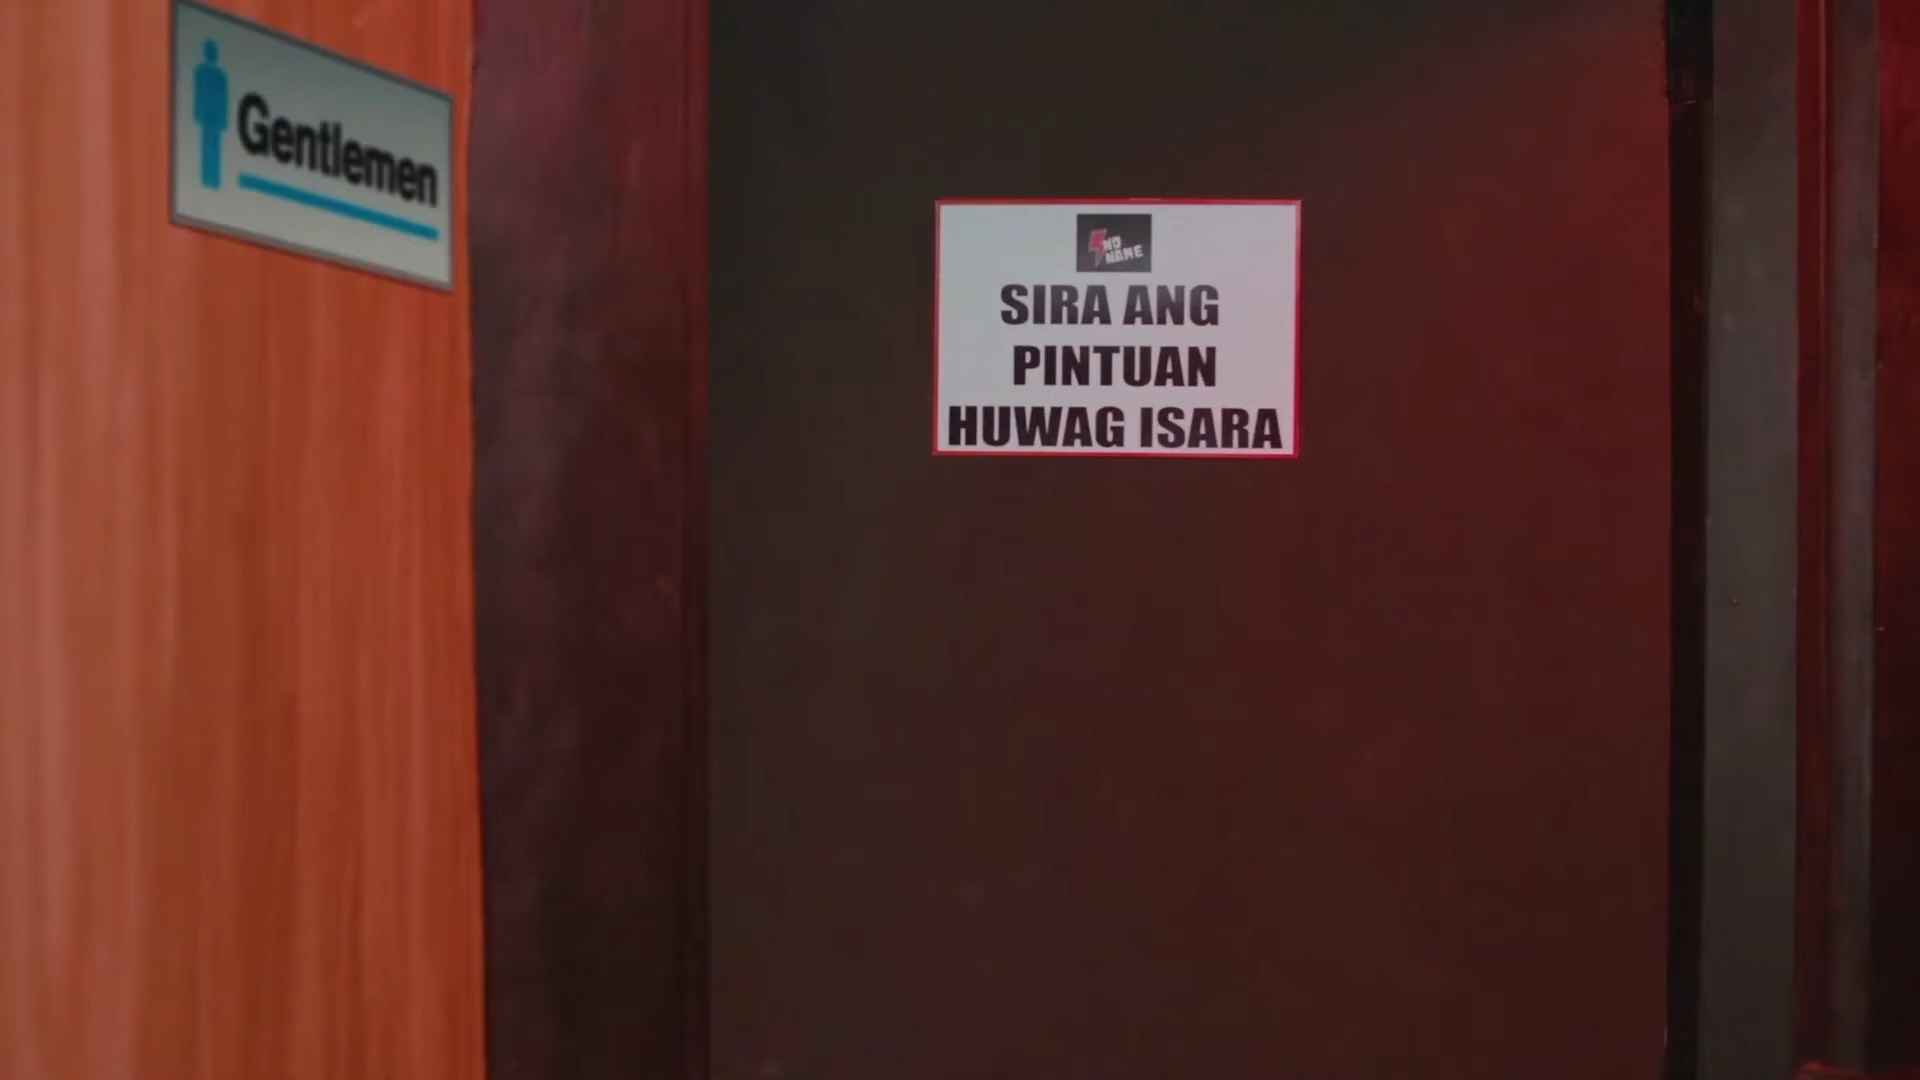 Gentlemen
NO
NAME
SIRA ANG
PINTUAN
HUWAG ISARA